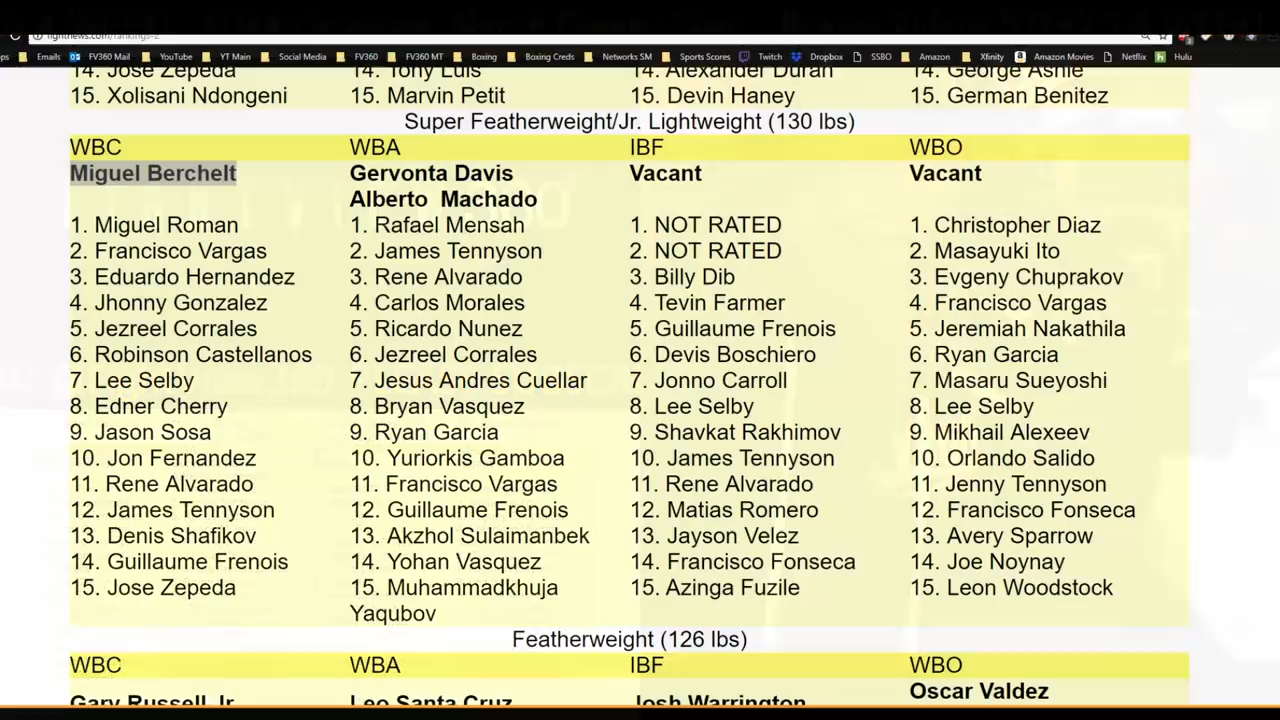 fightnews.com/rankings-2
ps Emails FV360 Mail YouTube YT Main Social Media FV360 FV360 MT Boxing Boxing Creds Networks SM Sports Scores Twitch Dropbox SSBO Amazon Xfinity Amazon Movies Netflix Hulu
14. Jose Zepeda 14. Tony Luis 14. Alexander Duran 14. George Ashie
15. Xolisani Ndongeni 15. Marvin Petit 15. Devin Haney 15. German Benitez
Super Featherweight/Jr. Lightweight (130 lbs)
WBC WBA IBF WBO
Miguel Berchelt Gervonta Davis Vacant Vacant
Alberto Machado
1. Miguel Roman 1. Rafael Mensah 1. NOT RATED 1. Christopher Diaz
2. Francisco Vargas 2. James Tennyson 2. NOT RATED 2. Masayuki Ito
3. Eduardo Hernandez 3. Rene Alvarado 3. Billy Dib 3. Evgeny Chuprakov
4. Jhonny Gonzalez 4. Carlos Morales 4. Tevin Farmer 4. Francisco Vargas
5. Jezreel Corrales 5. Ricardo Nunez 5. Guillaume Frenois 5. Jeremiah Nakathila
6. Robinson Castellanos 6. Jezreel Corrales 6. Devis Boschiero 6. Ryan Garcia
7. Lee Selby 7. Jesus Andres Cuellar 7. Jonno Carroll 7. Masaru Sueyoshi
8. Edner Cherry 8. Bryan Vasquez 8. Lee Selby 8. Lee Selby
9. Jason Sosa 9. Ryan Garcia 9. Shavkat Rakhimov 9. Mikhail Alexeev
10. Jon Fernandez 10. Yuriorkis Gamboa 10. James Tennyson 10. Orlando Salido
11. Rene Alvarado 11. Francisco Vargas 11. Rene Alvarado 11. Jenny Tennyson
12. James Tennyson 12. Guillaume Frenois 12. Matias Romero 12. Francisco Fonseca
13. Denis Shafikov 13. Akzhol Sulaimanbek 13. Jayson Velez 13. Avery Sparrow
14. Guillaume Frenois 14. Yohan Vasquez 14. Francisco Fonseca 14. Joe Noynay
15. Jose Zepeda 15. Muhammadkhuja 15. Azinga Fuzile 15. Leon Woodstock
Yaqubov
Featherweight (126 lbs)
WBC WBA IBF WBO
Gary Russell Jr. Leo Santa Cruz Josh Warrington Oscar Valdez